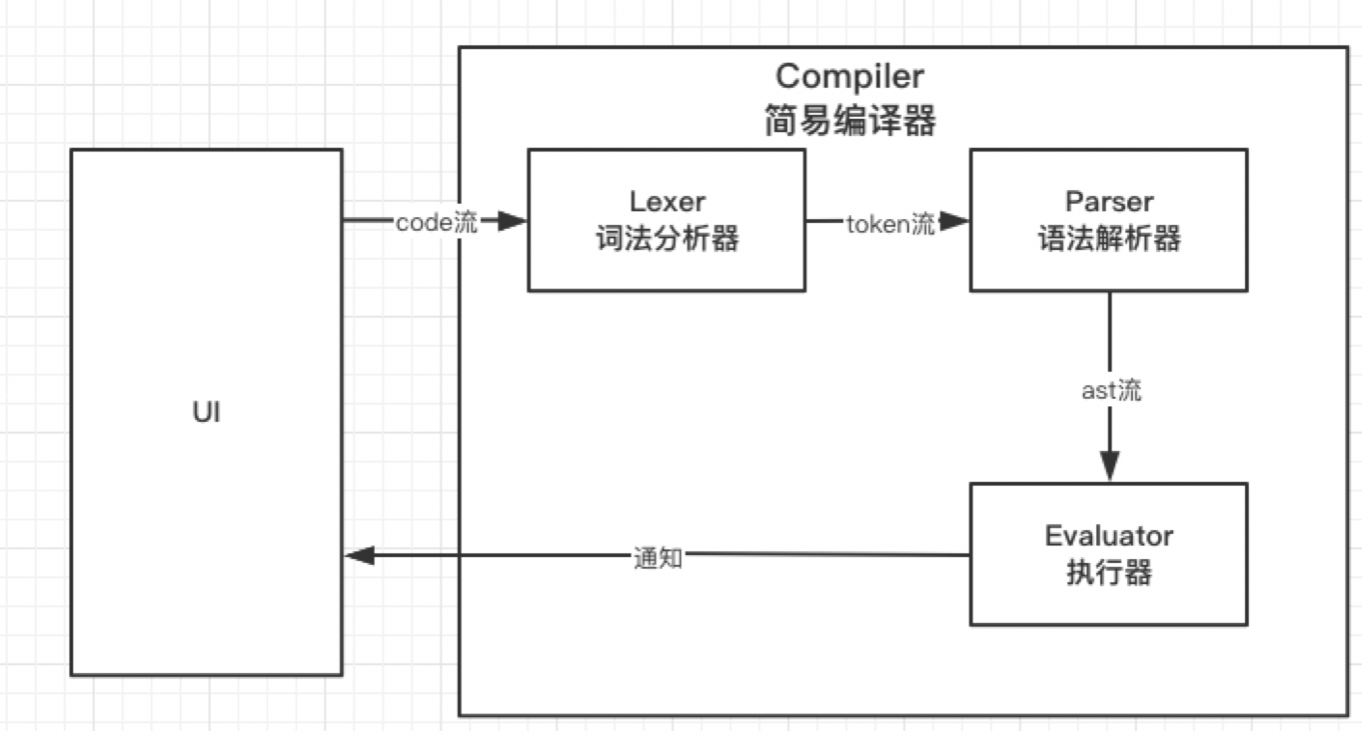 Compiler
简易编译器
Lexer
词法分析器
Parser
语法解析器
code流
token流
UI
ast流
Evaluator
执行器
通知